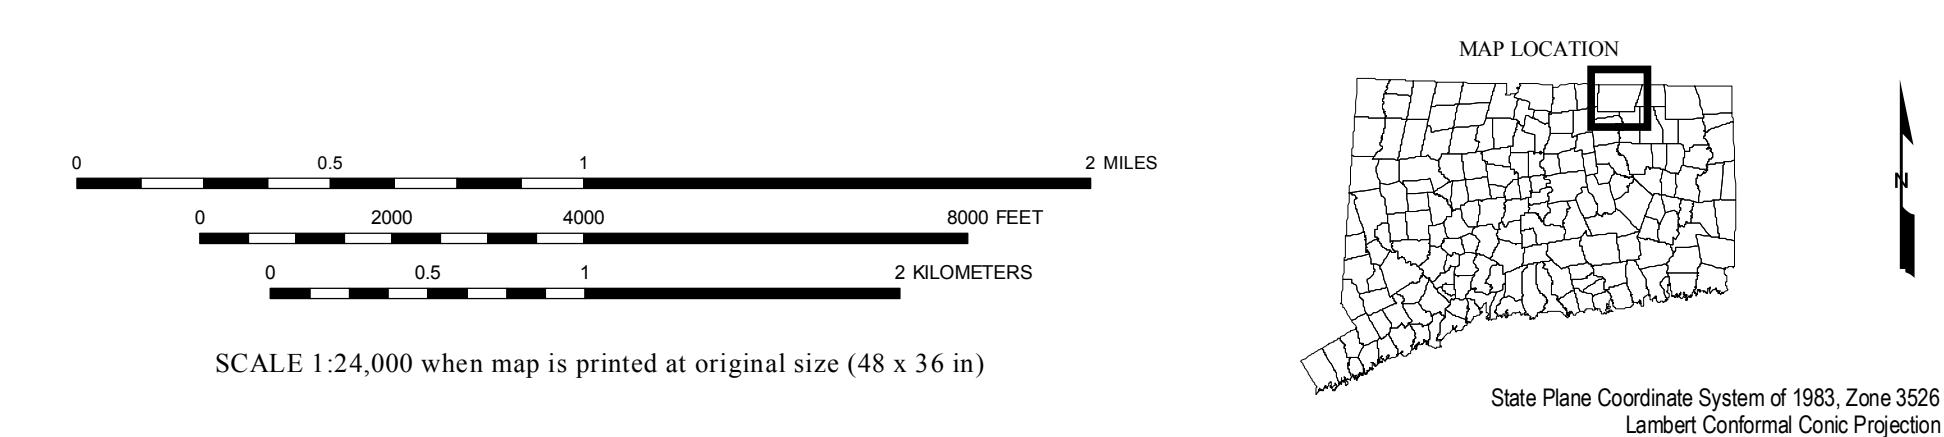 MAP LOCATION
0 0.5 1 2 MILES
0 2000 4000 8000 FEET
0 0.5 1 2 KILOMETERS
N
SCALE 1:24,000 when map is printed at original size (48 x 36 in)
State Plane Coordinate System of 1983, Zone 3526
Lambert Conformal Conic Projection